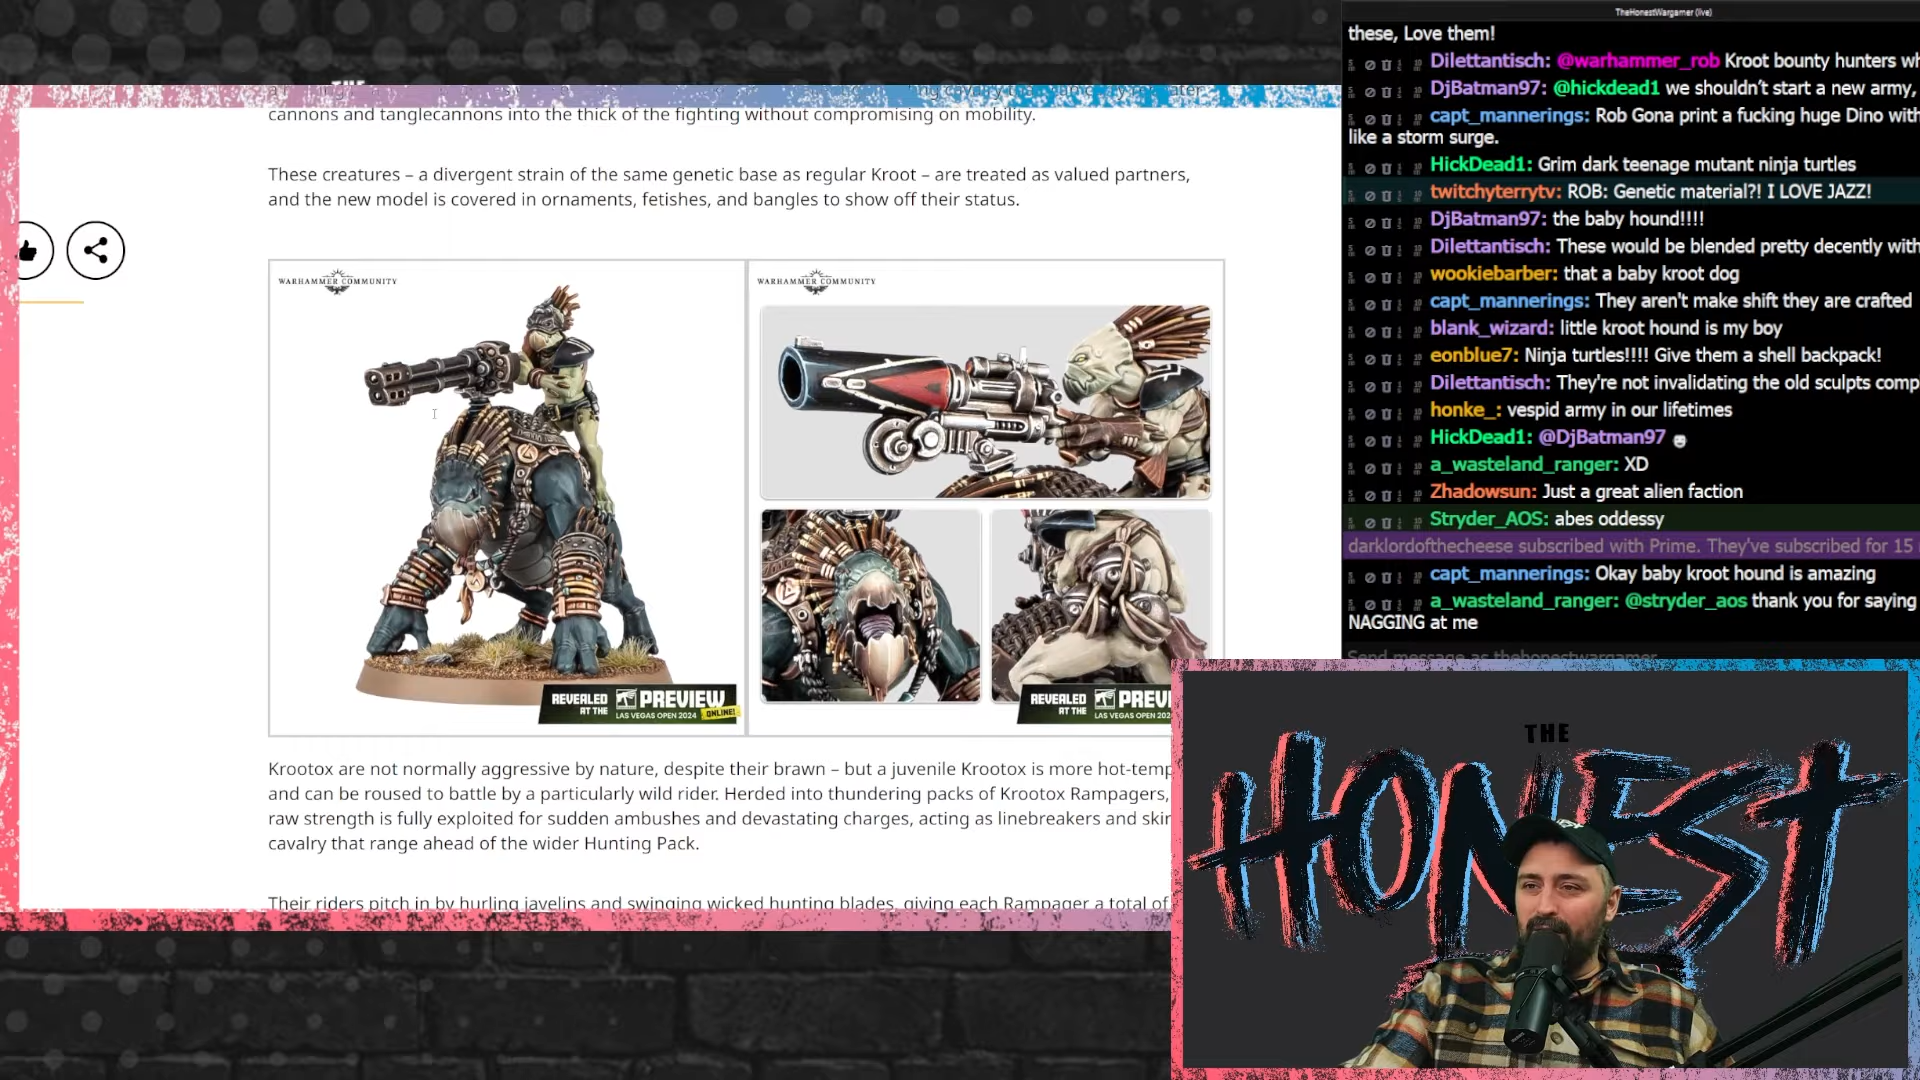 cannons and tanglecannons into the thick of the fighting without compromising on mobility.
These creatures – a divergent strain of the same genetic base as regular Kroot – are treated as valued partners,
and the new model is covered in ornaments, fetishes, and bangles to show off their status.
WARHAMMER COMMUNITY
WARHAMMER COMMUNITY
REVEALED
AT THE
PREVIEW
LAS VEGAS OPEN 2024
ONLINE!
REVEALED
AT THE
PREVI
LAS VEGAS OPEN 202
Krootox are not normally aggressive by nature, despite their brawn – but a juvenile Krootox is more hot-temp
and can be roused to battle by a particularly wild rider. Herded into thundering packs of Krootox Rampagers,
raw strength is fully exploited for sudden ambushes and devastating charges, acting as linebreakers and skir
cavalry that range ahead of the wider Hunting Pack.
Their riders pitch in by hurling javelins and swinging wicked hunting blades, giving each Rampager a total of
TheHonestWargamer (live)
these, Love them!
Dilettantisch: @warhammer_rob Kroot bounty hunters wh
DjBatman97: @hickdead1 we shouldn't start a new army,
capt_mannerings: Rob Gona print a fucking huge Dino with
like a storm surge.
HickDead1: Grim dark teenage mutant ninja turtles
twitchyterrytv: ROB: Genetic material?! I LOVE JAZZ!
DjBatman97: the baby hound!!!!
Dilettantisch: These would be blended pretty decently with
wookiebarber: that a baby kroot dog
capt_mannerings: They aren't make shift they are crafted
blank_wizard: little kroot hound is my boy
eonblue7: Ninja turtles!!!! Give them a shell backpack!
Dilettantisch: They're not invalidating the old sculpts comp
honke_: vespid army in our lifetimes
HickDead1: @DjBatman97
a_wasteland_ranger: XD
Zhadowsun: Just a great alien faction
Stryder_AOS: abes oddessy
darklordofthecheese subscribed with Prime. They've subscribed for 15
capt_mannerings: Okay baby kroot hound is amazing
a_wasteland_ranger: @stryder_aos thank you for saying
NAGGING at me
Send message as thehonestwargamer
THE
HONEST